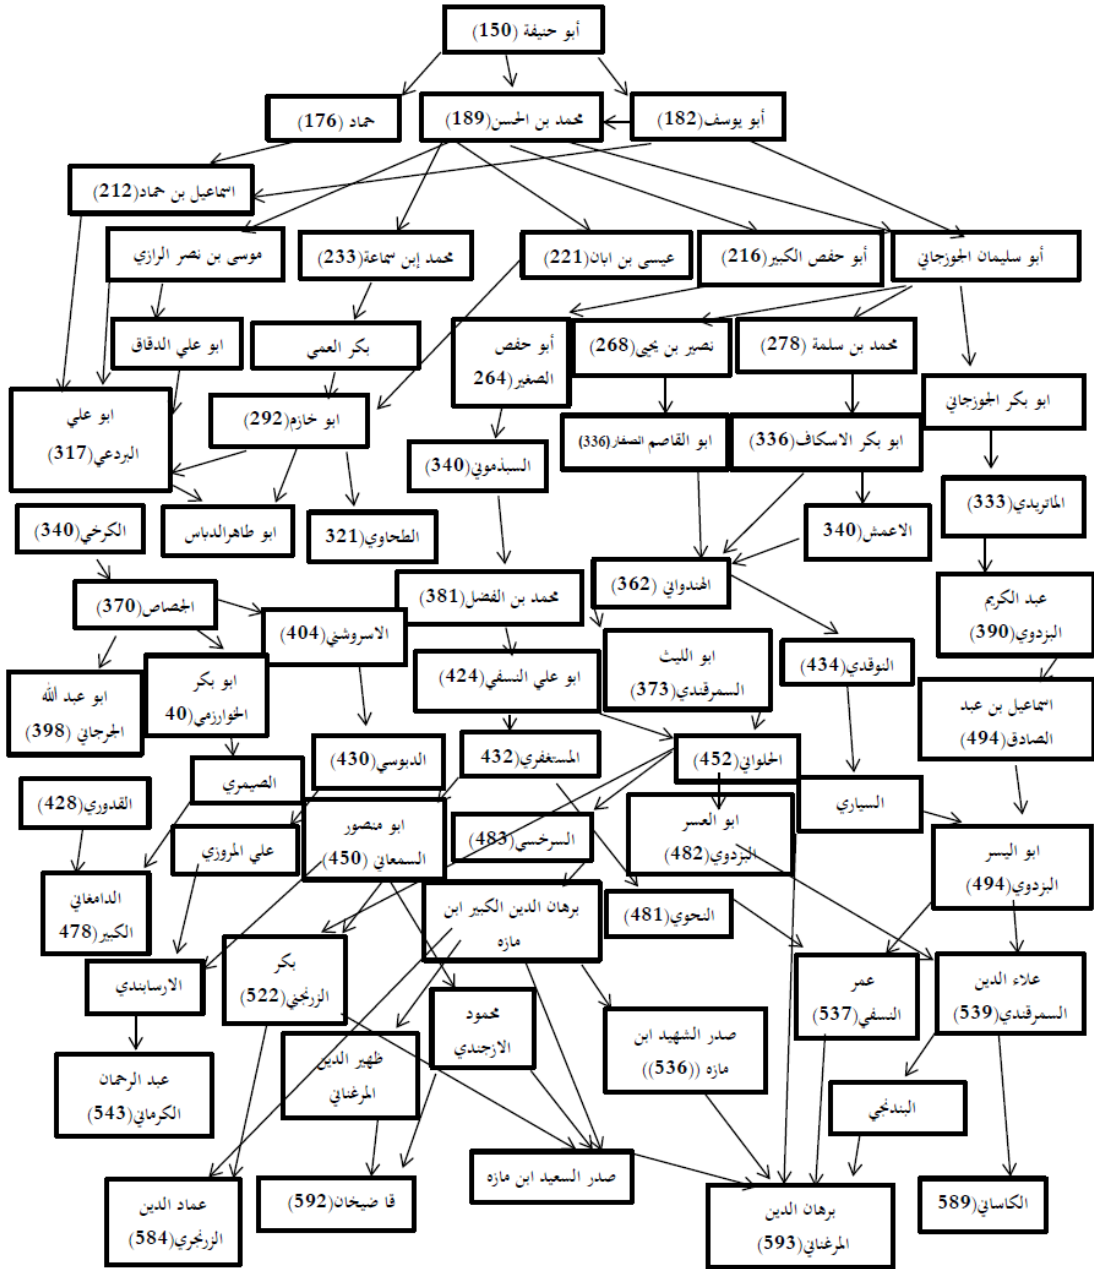 أبو حنيفة (150)
أبو يوسف (182)
محمد بن الحسن (189)
حماد (176)
اسماعيل بن حماد (212)
أبو سليمان الجوزجاني
أبو حفص الكبير (216)
عيسى بن ابان (221)
محمد إبن سماعة (233)
موسى بن نصر الرازي
محمد بن سلمة (278)
نصير بن يحيى (268)
أبو حفص
الصغير (264
بكر العمي
ابو علي الدقاق
ابو بكر الجوزجاني
ابو بكر الاسكاف (336)
ابو القاصم الصفار (336)
السبذموني (340)
ابو خازم (292)
ابو علي
البردعي (317)
الماتريدي (333)
الاعمش (340
الطحاوي (321
ابو طاهرالدباس
الكرخي (340)
عبد الكريم
البزدوي (390)
الهندواني (362)
محمد بن الفضل (381)
الجصاص (370)
الاسروشني (404)
النوقدي (434)
ابو الليث
السمرقندي (373)
ابو علي النسفي (424)
ابو بكر
الخوارزمي (40
ابو عبد الله
الجرجاني (398)
اسماعيل بن عبد
الصادق (494)
الحلواني (452)
المستغفري (432
الدبوسي (430)
الصيمري
القدوري (428)
السياري
ابو العسر
البزدوي (482)
السرخسي (483)
ابو منصور
السمعاني (450)
علي المروزي
ابو اليسر
البزدوي (494)
الدامغاني
الكبير (478
النحوي (481)
برهان الدين الكبير ابن
مازه
بكر
الزرنجني (522)
الارسابندي
علاء الدين
السمرقندي (539)
عمر
النسفي (537)
صدر الشهيد ابن
مازه ((536))
محمود
الازجندي
ظهير الدين
المرغناني
عبد الرحمان
الكرماني (543)
البندنجي
الكاساني (589
برهان الدين
المرغناني (593)
صدر السعيد ابن مازه
قا ضيخان (592)
عماد الدين
الزرنجري (584)